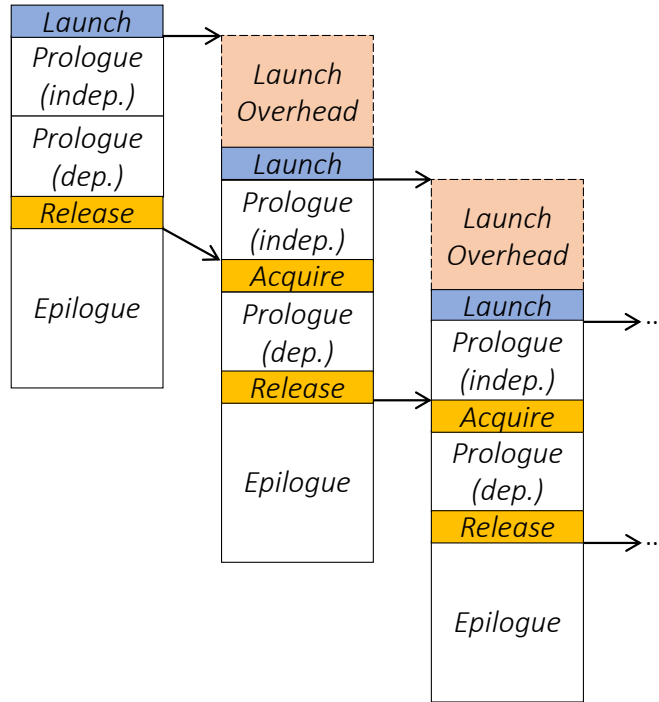 Launch
Prologue
(indep.)
Prologue
(dep.)
Release
Epilogue
Launch
Overhead
Launch
Prologue
(indep.)
Acquire
Prologue
(dep.)
Release
Epilogue
Launch
Overhead
Launch
..
Prologue
(indep.)
Acquire
Prologue
(dep.)
Release
..
Epilogue